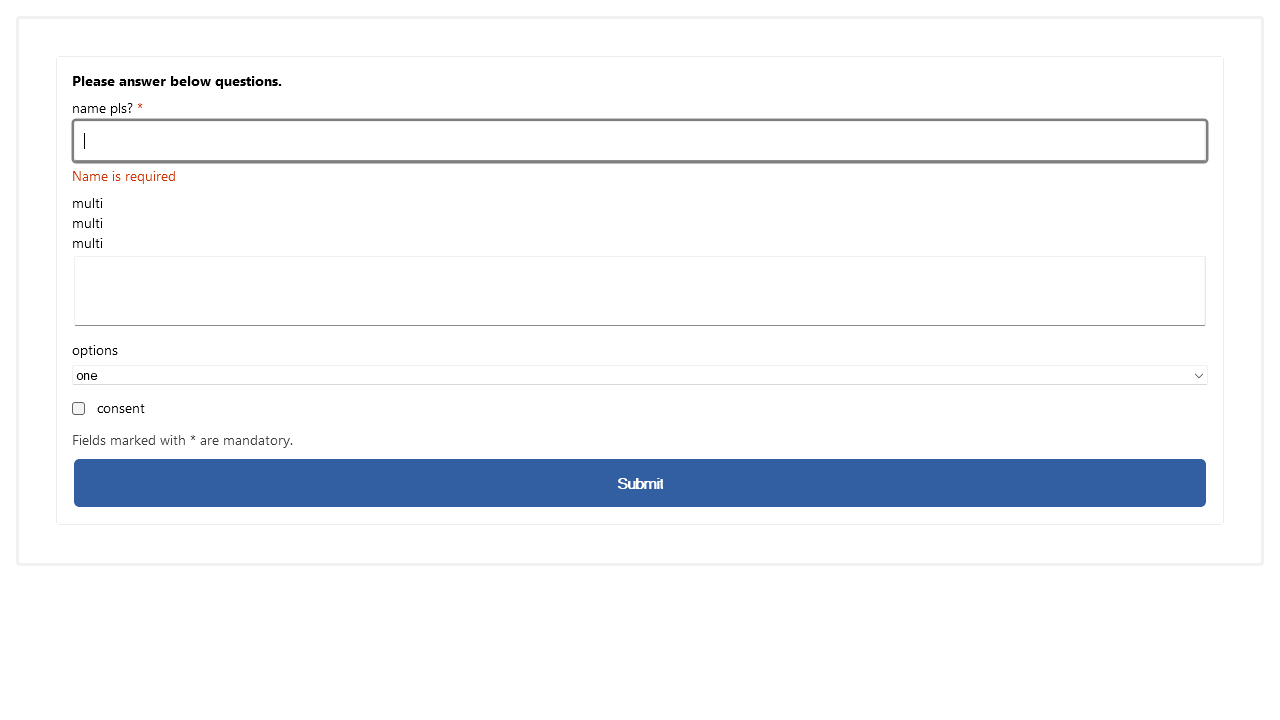 Please answer below questions.
name pls? *
Name is required
multi
multi
multi
options
one
consent
Fields marked with * are mandatory.
Submit